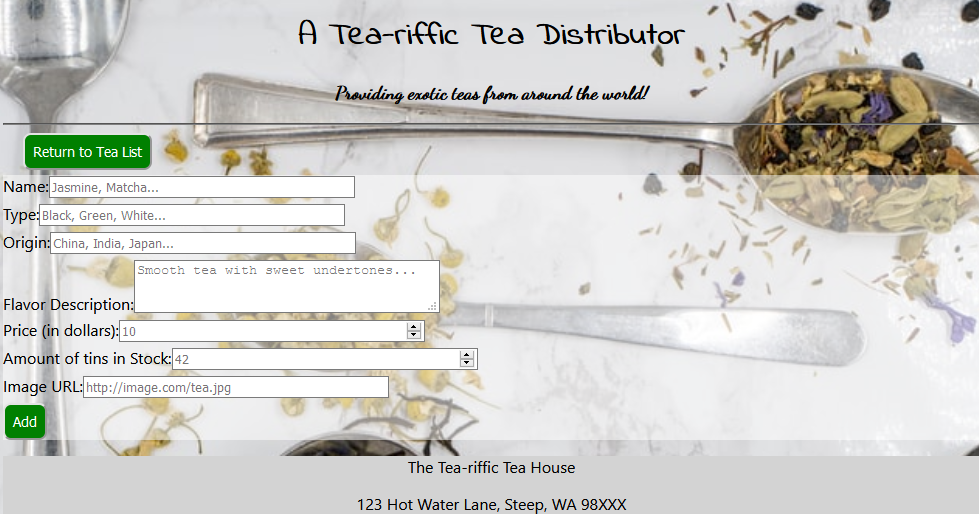 A Tea-riffic Tea Distributor
Providing exotic teas from around the world!
Return to Tea List
Name: Jasmine, Matcha...
Type: Black, Green, White...
Origin: China, India, Japan...
Smooth tea with sweet undertones...
Flavor Description:
Price (in dollars): 10
Amount of tins in Stock: 42
Image URL: http://image.com/tea.jpg
Add
The Tea-riffic Tea House
123 Hot Water Lane, Steep, WA 98XXX